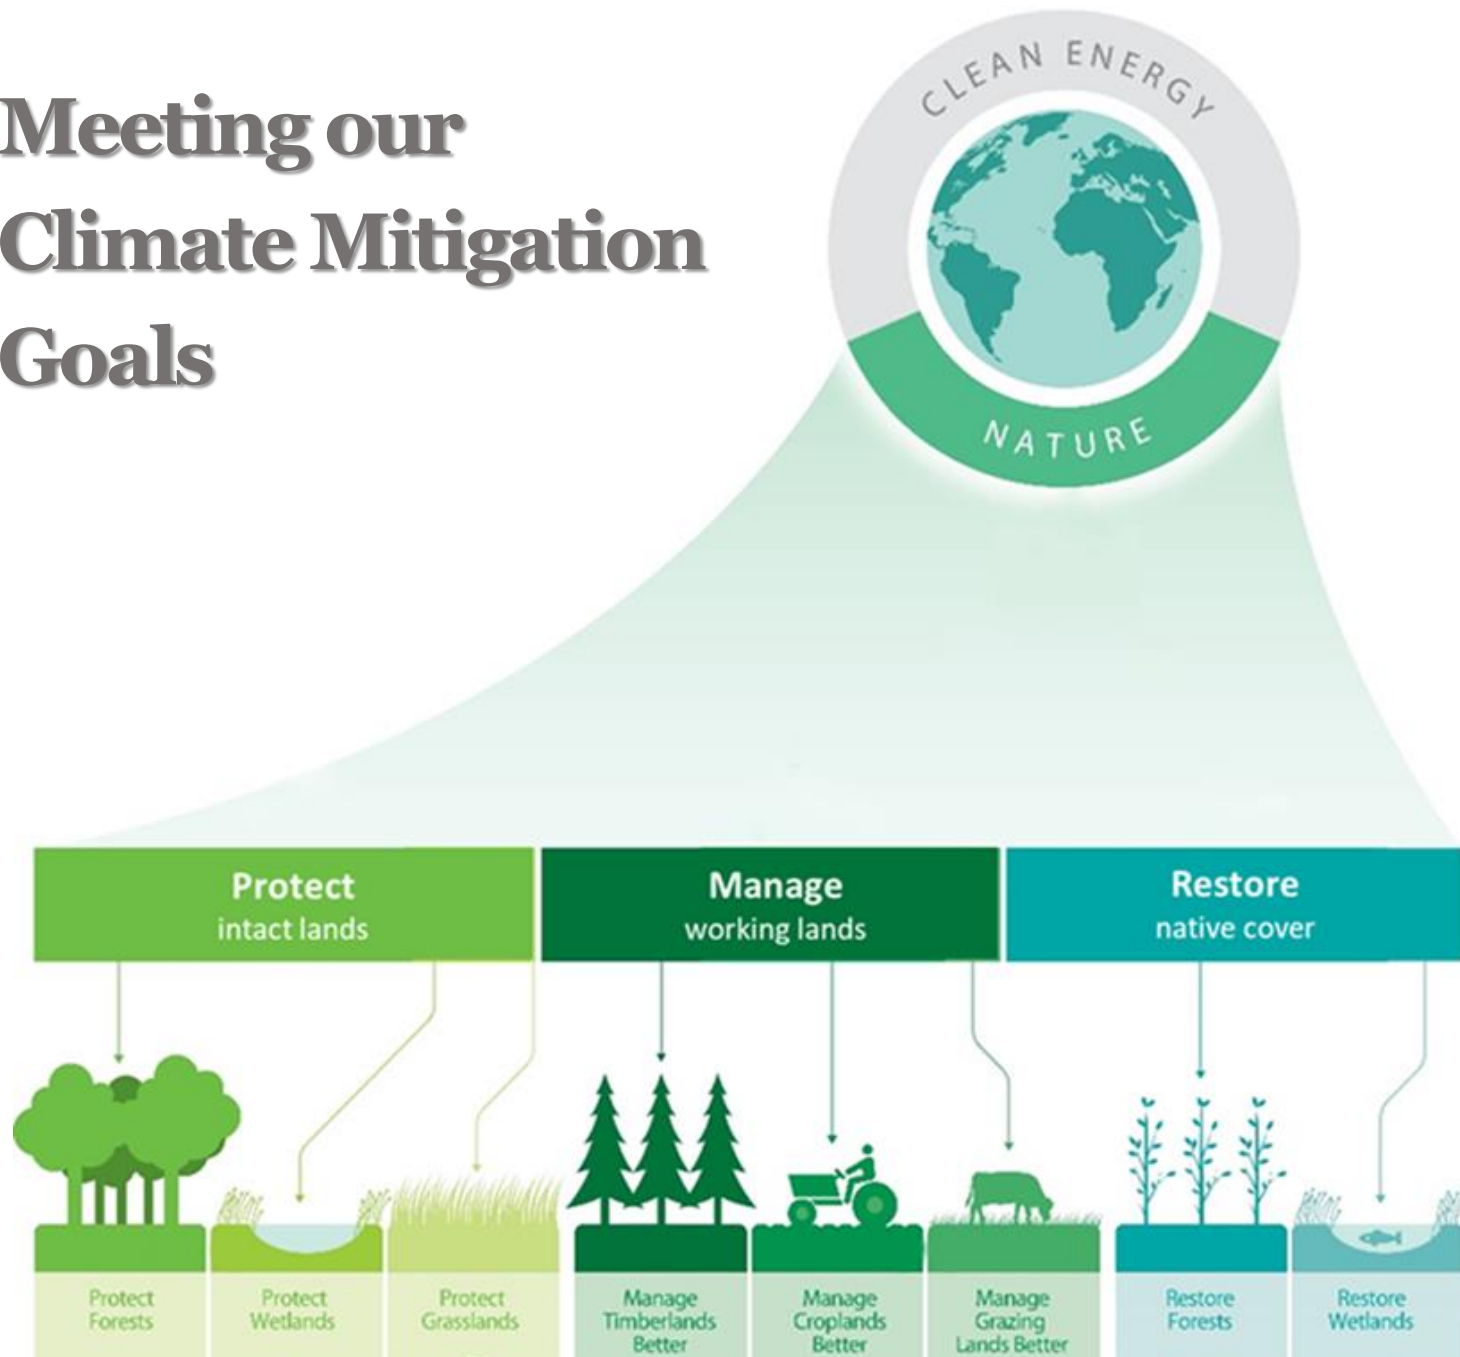 Meeting our
Climate Mitigation
Goals
CLEAN ENERGY
NATURE
Protect
intact lands
Manage
working lands
Restore
native cover
Protect
Forests
Protect
Wetlands
Protect
Grasslands
Manage
Timberlands
Better
Manage
Croplands
Better
Manage
Grazing
Lands Better
Restore
Forests
Restore
Wetlands